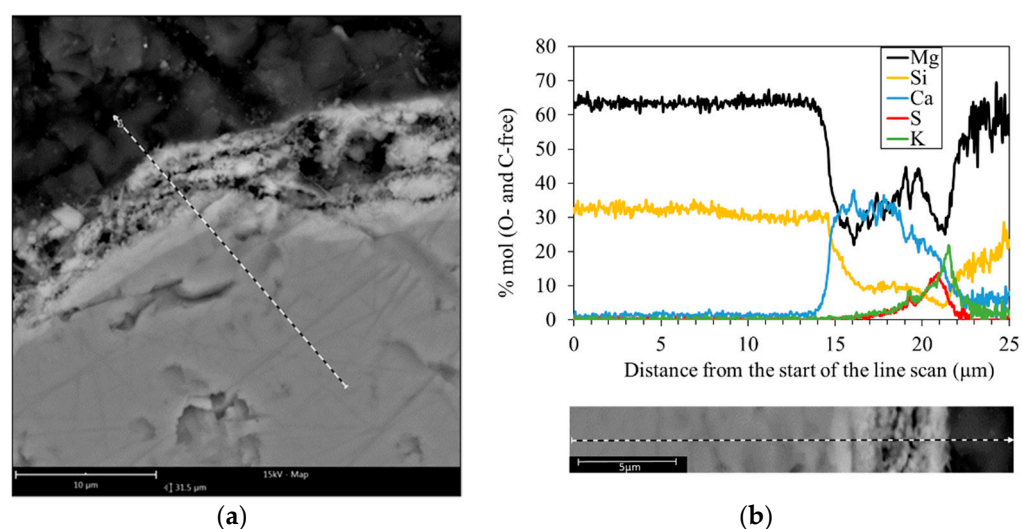 10 µm
31.5 µm
15kV - Map
(a)
80
70
60
50
40
30
20
10
0
% mol (O- and C-free)
Mg
Si
Ca
S
K
0 5 10 15 20 25
Distance from the start of the line scan (µm)
5µm
(b)